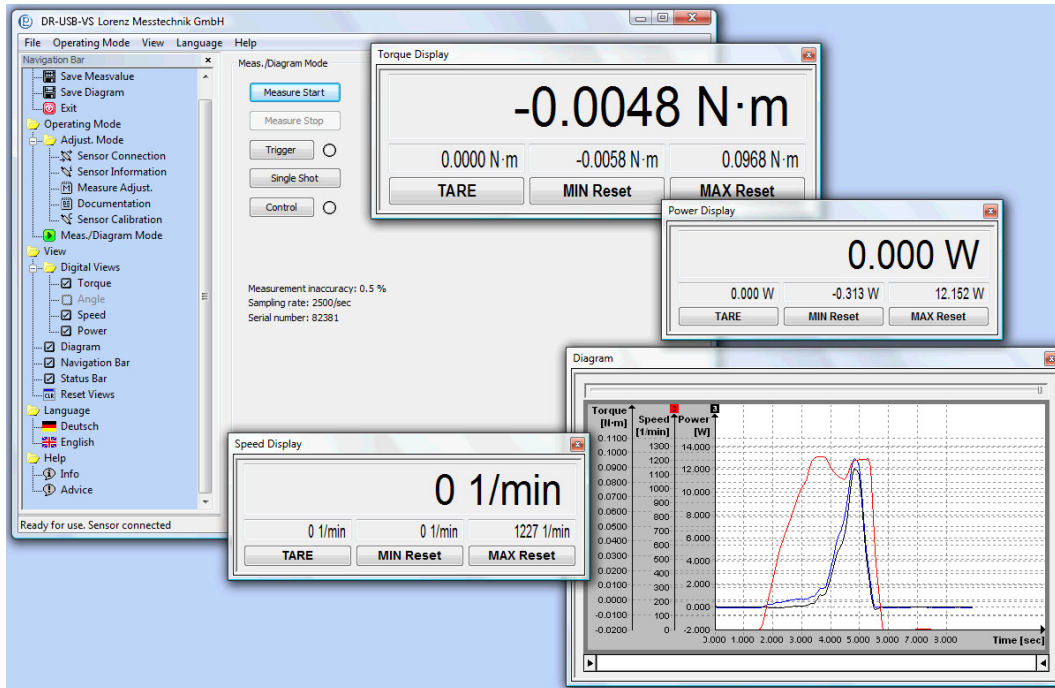 DR-USB-VS Lorenz Messtechnik GmbH
File Operating Mode View Language Help
Navigation Bar
Save Measvalue
Save Diagram
Exit
Operating Mode
Adjust. Mode
Sensor Connection
Sensor Information
Measure Adjust.
Documentation
Sensor Calibration
Meas./Diagram Mode
View
Digital Views
Torque
Angle
Speed
Power
Diagram
Navigation Bar
Status Bar
CLR Reset Views
Language
Deutsch
English
Help
Info
Advice
Ready for use. Sensor connected
Meas./Diagram Mode
Measure Start
Measure Stop
Trigger
Single Shot
Control
Measurement inaccuracy: 0.5 %
Sampling rate: 2500/sec
Serial number: 82381
Torque Display
-0.0048 N·m
0.0000 N·m -0.0058 N·m 0.0968 N·m
TARE MIN Reset MAX Reset
Power Display
0.000 W
0.000 W -0.313 W 12.152 W
TARE MIN Reset MAX Reset
Speed Display
0 1/min
0 1/min 0 1/min 1227 1/min
TARE MIN Reset MAX Reset
Diagram
2 3
Torque Speed Power
[N·m] [1/min] [W]
0.1100 1300 14.000
0.1000 1200 12.000
0.0900 1100
0.0800 1000
0.0700 900 10.000
0.0600 800 8.000
0.0500 700
0.0400 600 6.000
0.0300 500 4.000
0.0200 400
0.0100 300 2.000
0.0000 200 0.000
-0.0100 100
-0.0200 0 -2.000
1.000 2.000 3.000 4.000 5.000 6.000 7.000 Time [sec]